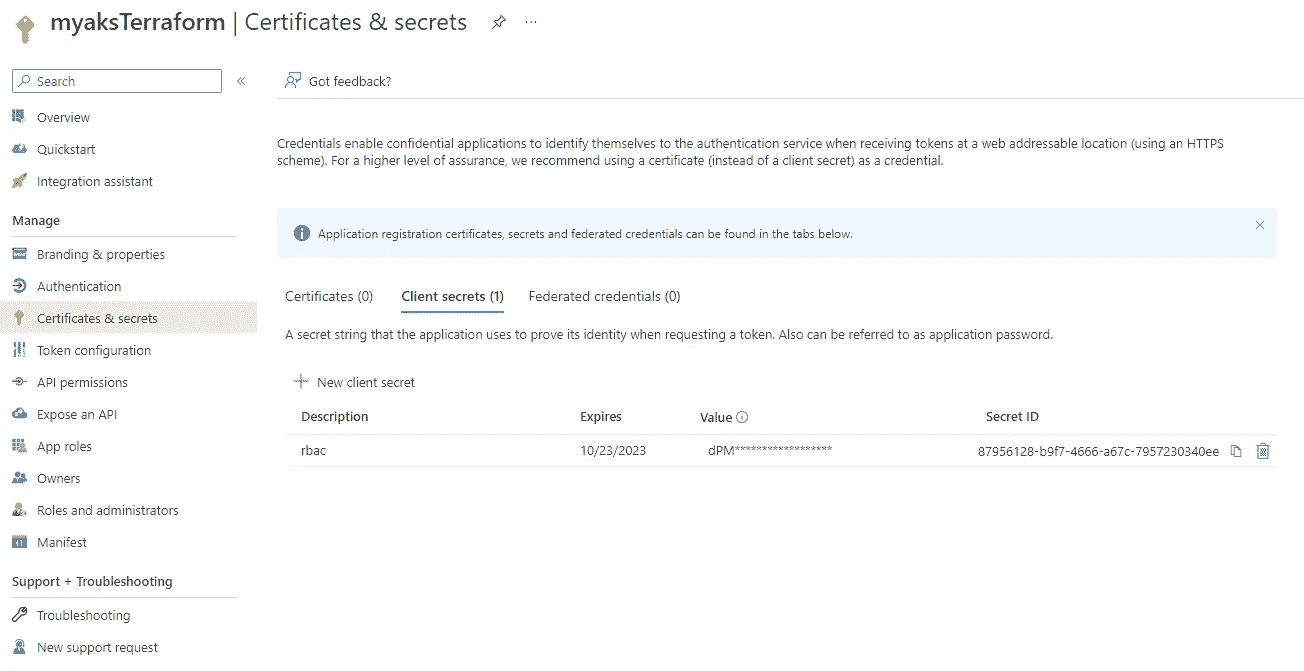 myaksTerraform | Certificates & secrets
Search
Overview
Quickstart
Integration assistant
Manage
Branding & properties
Authentication
Certificates & secrets
Token configuration
API permissions
Expose an API
App roles
Owners
Roles and administrators
Manifest
Support + Troubleshooting
Troubleshooting
New support request
Got feedback?
Credentials enable confidential applications to identify themselves to the authentication service when receiving tokens at a web addressable location (using an HTTPS
scheme). For a higher level of assurance, we recommend using a certificate (instead of a client secret) as a credential.
Application registration certificates, secrets and federated credentials can be found in the tabs below.
Certificates (0) Client secrets (1) Federated credentials (0)
A secret string that the application uses to prove its identity when requesting a token. Also can be referred to as application password.
New client secret
Description Expires Value Secret ID
rbac 10/23/2023 dPM****************** 87956128-b9f7-4666-a67c-7957230340ee